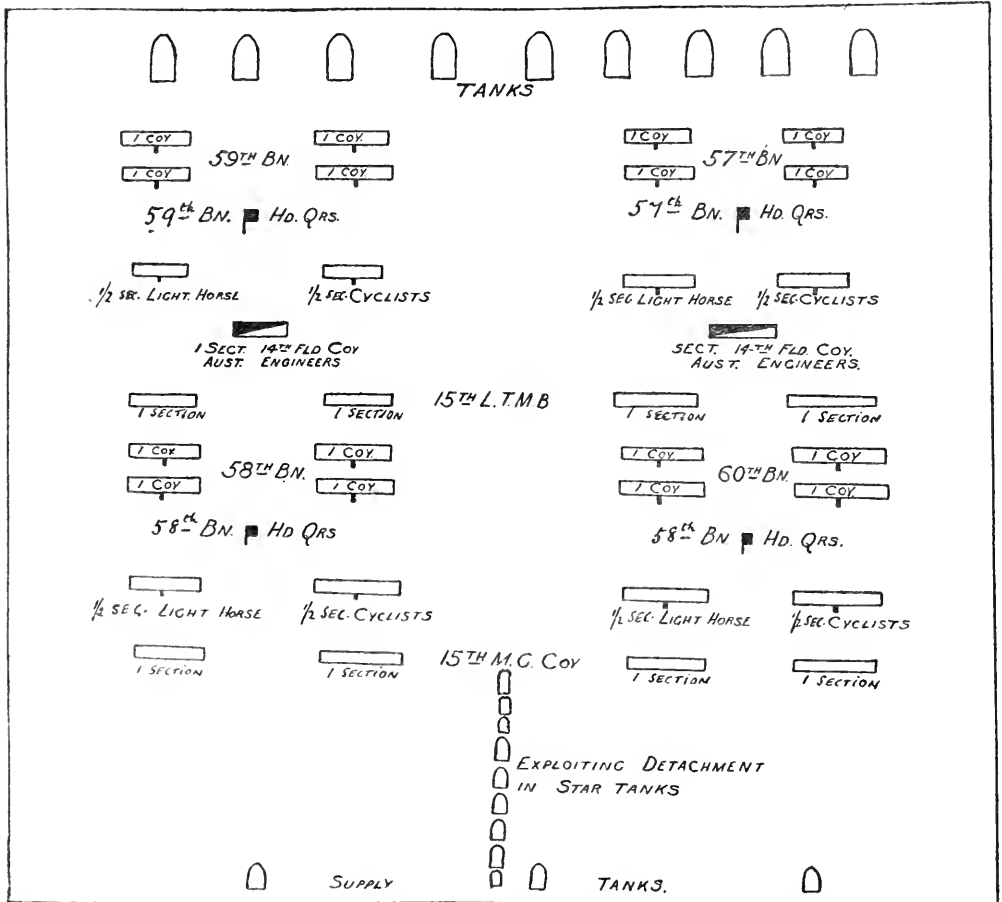 TANKS
1 COY 1 COY. 1 COY 1 COY.
59TH BN. 57TH BN
1 COY 1 COY 1 COY 1 COY
59th BN. HD. QRS. 57th BN. HD. QRS.
1/2 SEC. LIGHT HORSE 1/2 SEC. CYCLISTS 1/2 SEC LIGHT HORSE 1/2 SEC. CYCLISTS
1 SECT. 14TH FLD COY SECT. 14TH FLD. COY.
AUST. ENGINEERS AUST. ENGINEERS.
15TH L.T.M B
1 SECTION 1 SECTION 1 SECTION 1 SECTION
1 COY 1 COY. 1 COY 1 COY
58TH BN. 60TH BN.
1 COY 1 COY 1 COY 1 COY.
58th BN. HD QRS 58th BN HD. QRS.
1/2 SEC. LIGHT HORSE 1/2 SEC. CYCLISTS 1/2 SEC. LIGHT HORSE 1/2 SEC. CYCLISTS
15TH M.G. COY
1 SECTION 1 SECTION 1 SECTION 1 SECTION
EXPLOITING DETACHMENT
IN STAR TANKS
SUPPLY TANKS.